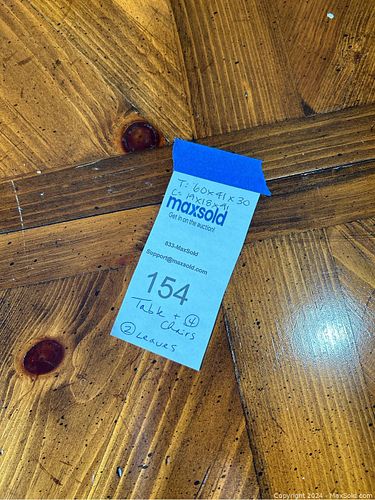 T: 60x41x30
C: 19x18x41
maxsold
Get in on the auction!
833-MaxSold
Support@maxsold.com
154
Table + ④
Chairs
② Leaves
Copyright 2024 - MaxSold.com